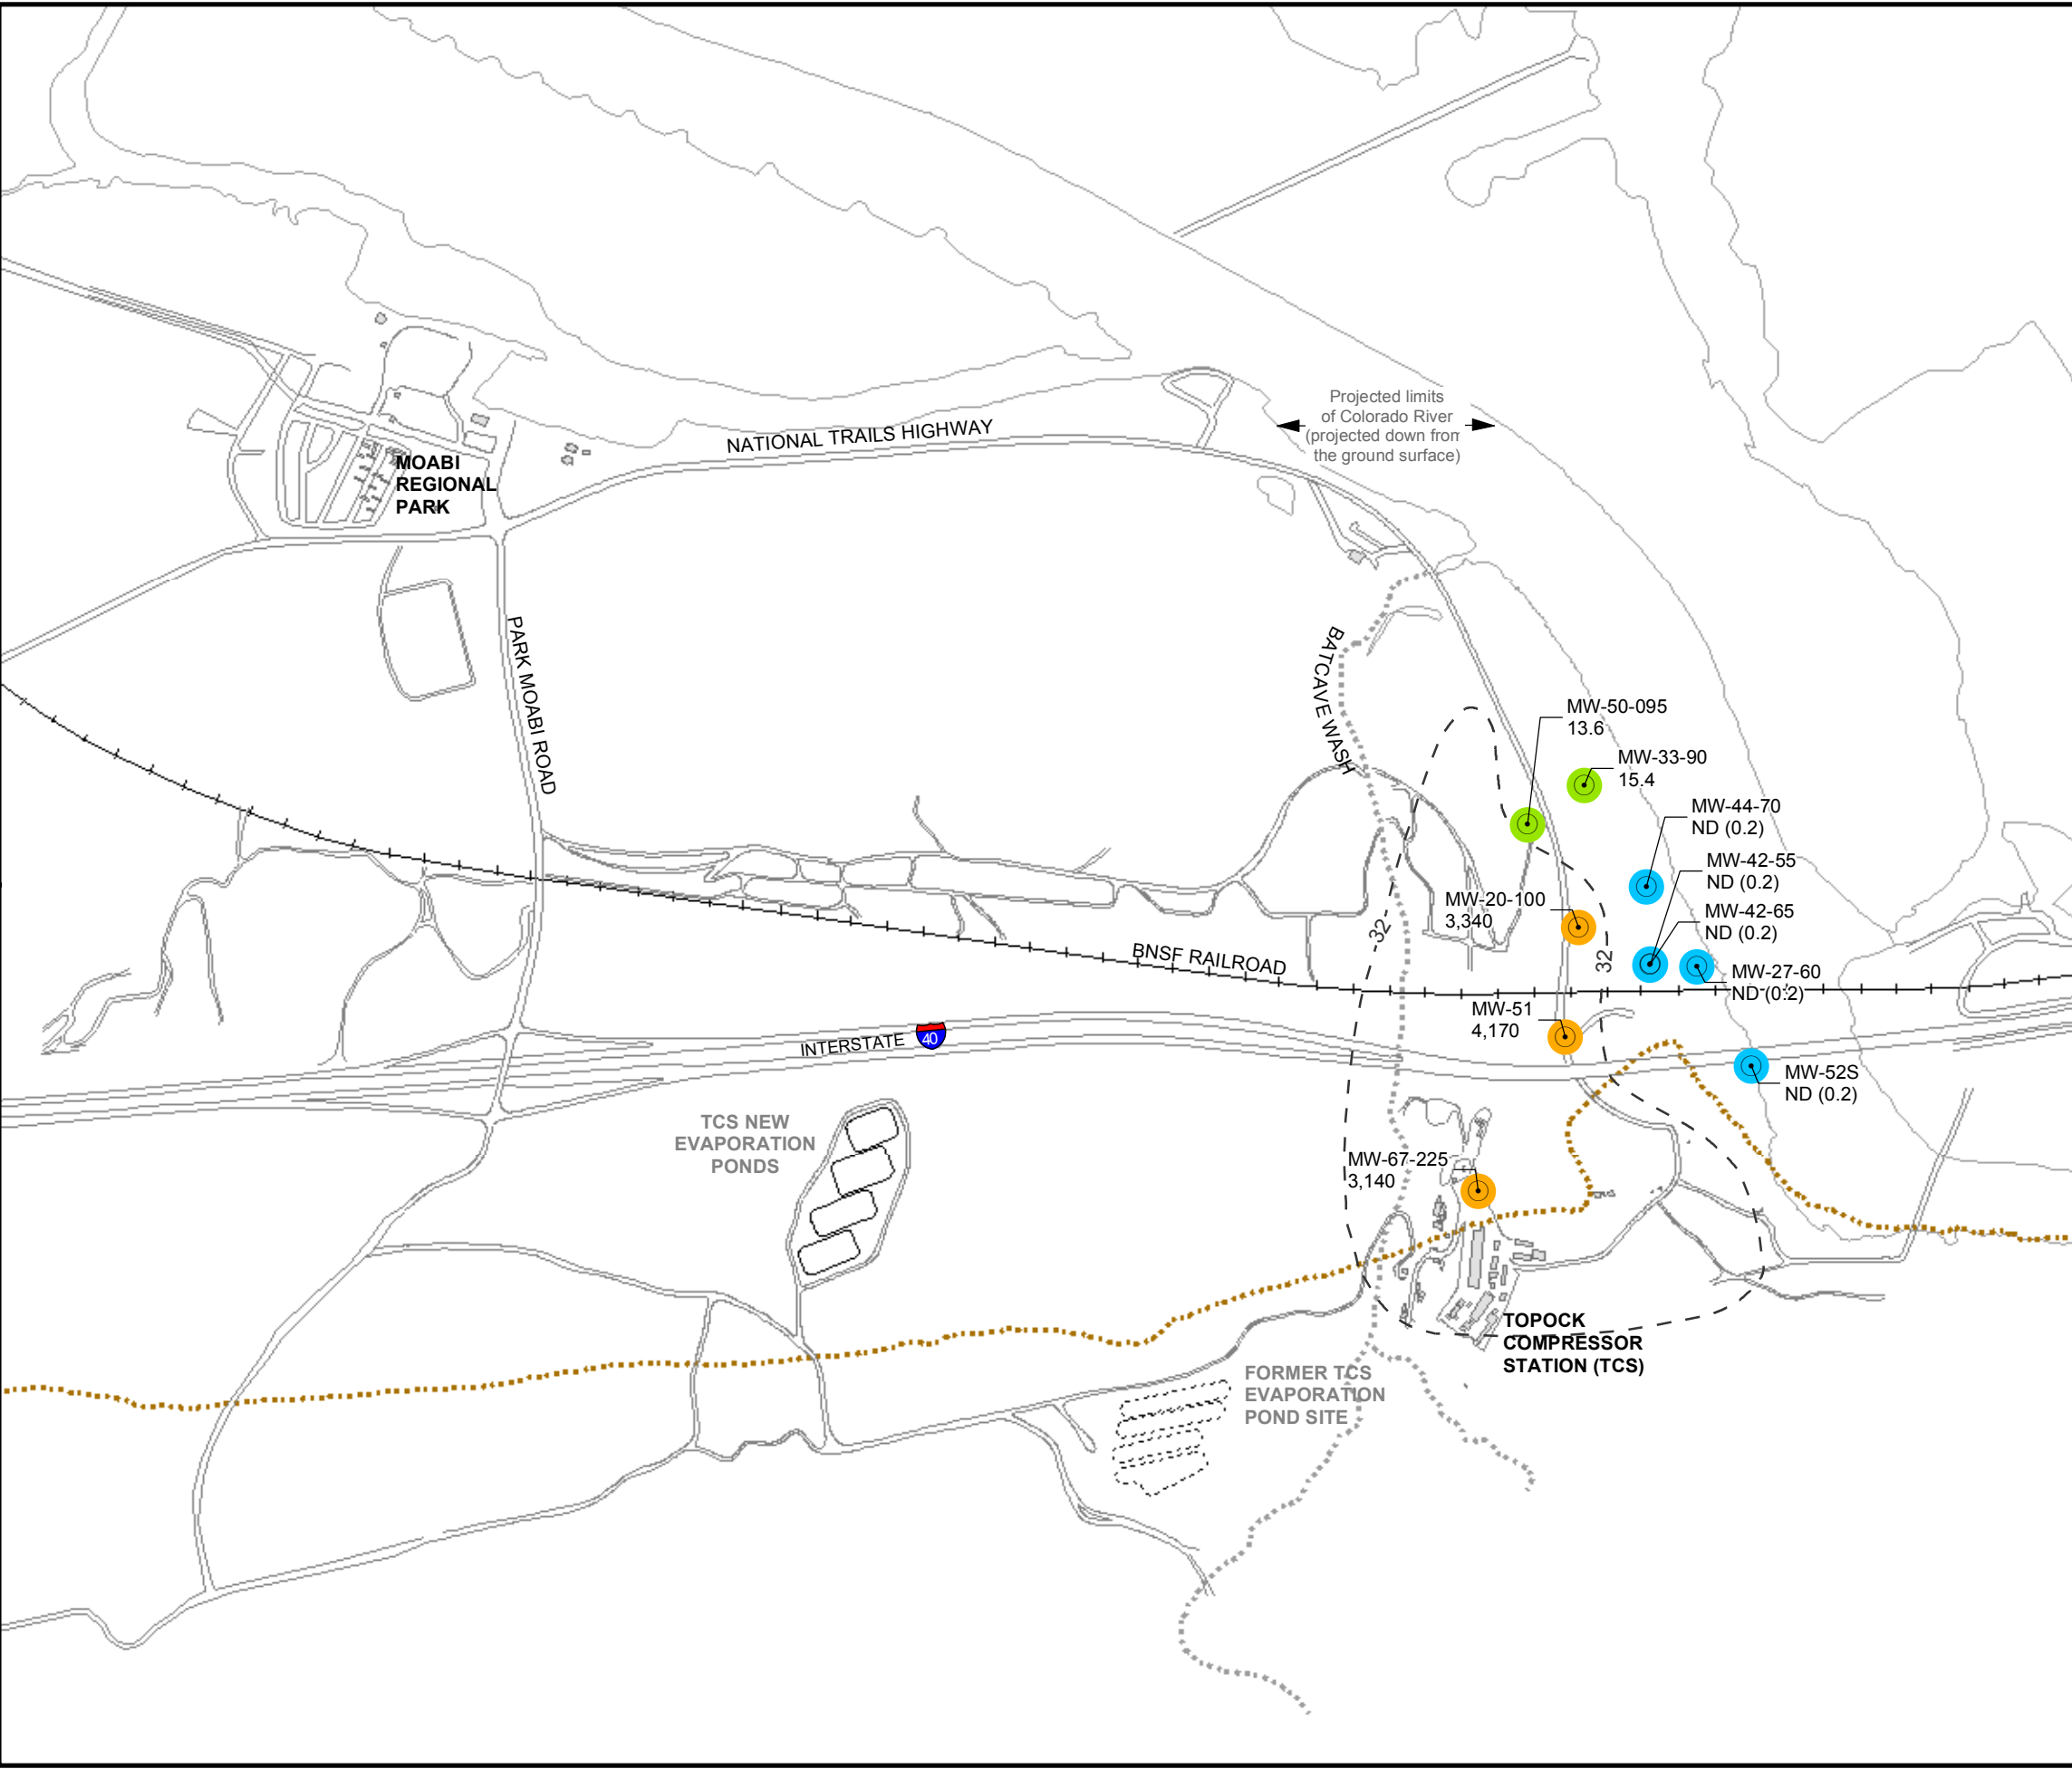 Projected limits
of Colorado River
(projected down from
the ground surface)
NATIONAL TRAILS HIGHWAY
MOABI
REGIONAL
PARK
PARK MOABI ROAD
BATCAVE WASH
MW-50-095
13.6
MW-33-90
15.4
MW-44-70
ND (0.2)
MW-42-55
ND (0.2)
MW-42-65
ND (0.2)
MW-20-100
3,340
32
32
MW-27-60
ND (0.2)
BNSF RAILROAD
MW-51
4,170
INTERSTATE
40
MW-52S
ND (0.2)
TCS NEW
EVAPORATION
PONDS
MW-67-225
3,140
TOPOCK
COMPRESSOR
STATION (TCS)
FORMER TCS
EVAPORATION
POND SITE